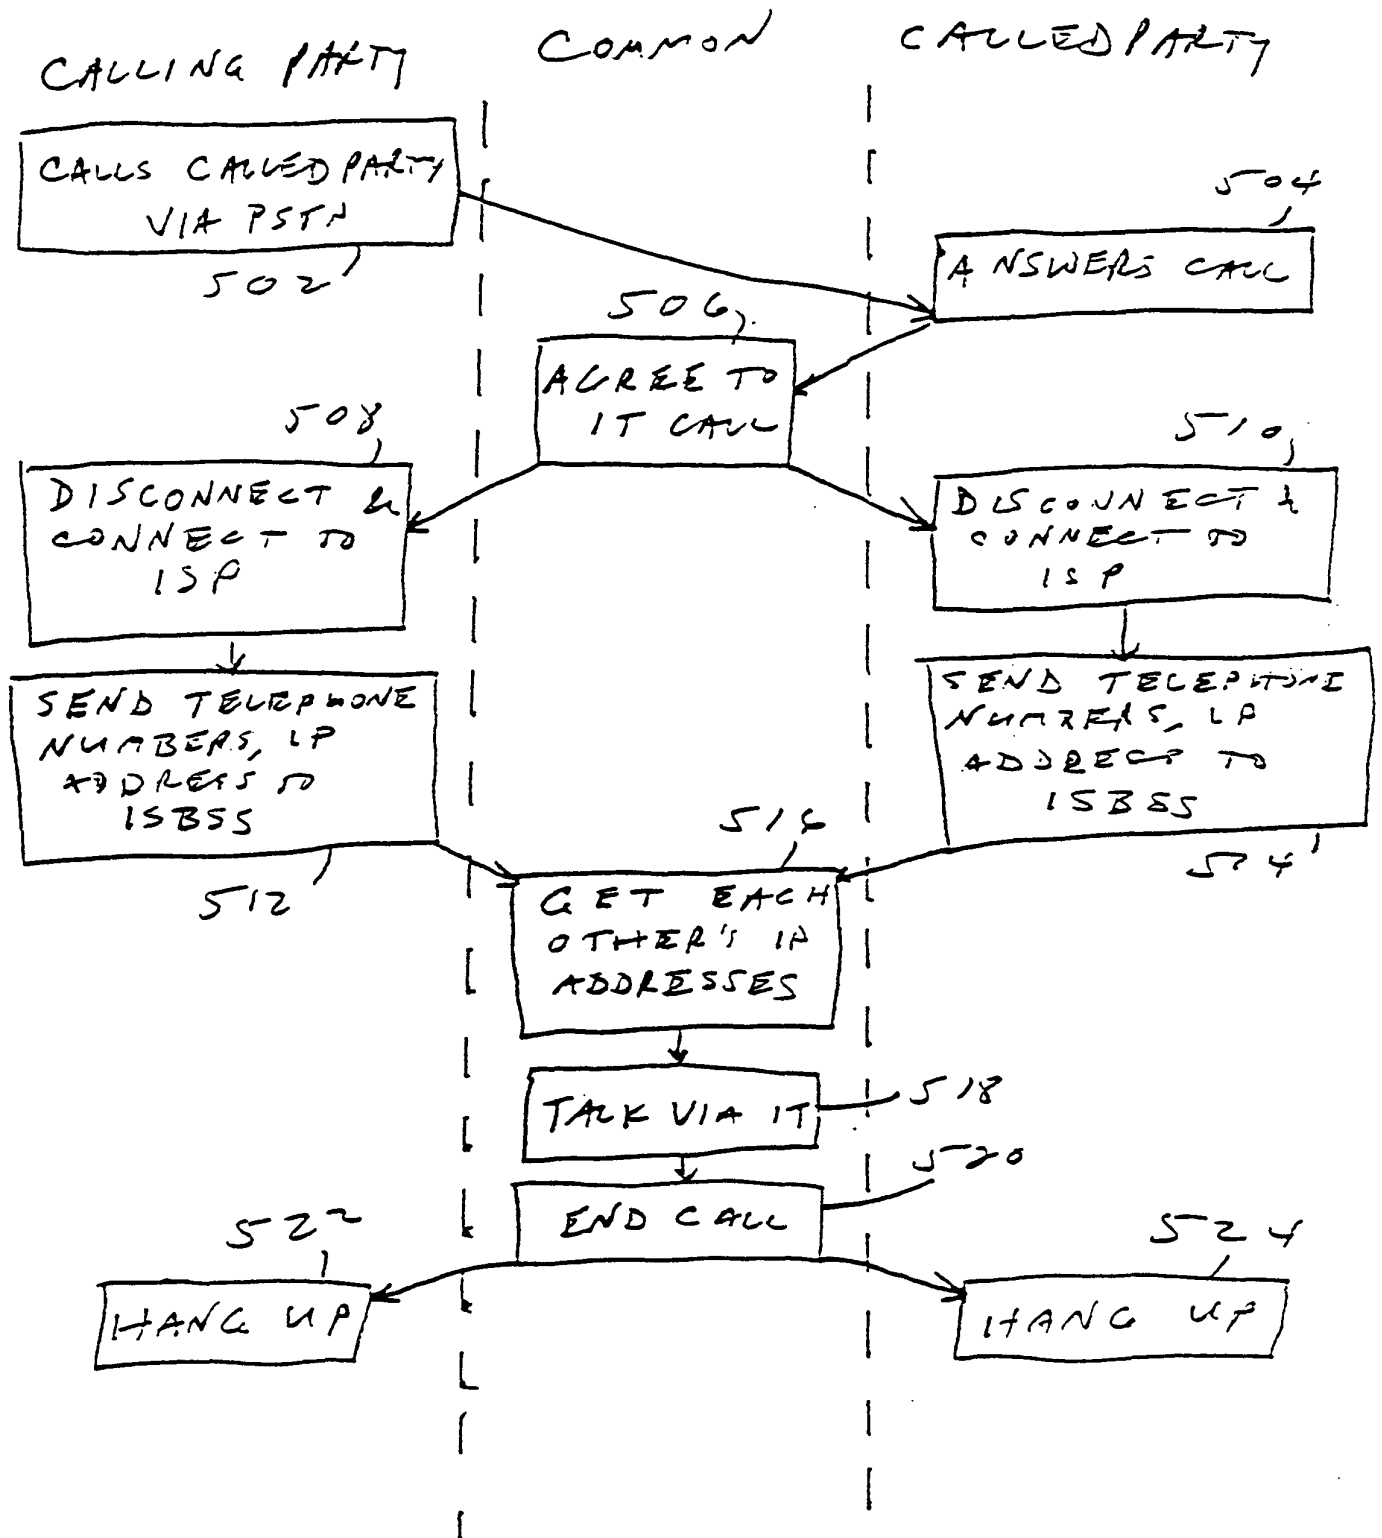 CALLING PARTY
COMMON
CALLED PARTY
CALLS CALLED PARTY
VIA PSTN
502
504
ANSWERS CALL
506
AGREE TO
IT CALL
508
DISCONNECT &
CONNECT TO
ISP
510
DISCONNECT &
CONNECT TO
ISP
SEND TELEPHONE
NUMBERS, IP
ADDRESS TO
ISBSS
512
SEND TELEPHONE
NUMBERS, IP
ADDRESS TO
ISBSS
514
516
GET EACH
OTHER'S IP
ADDRESSES
TALK VIA IT
518
END CALL
520
522
HANG UP
524
HANG UP